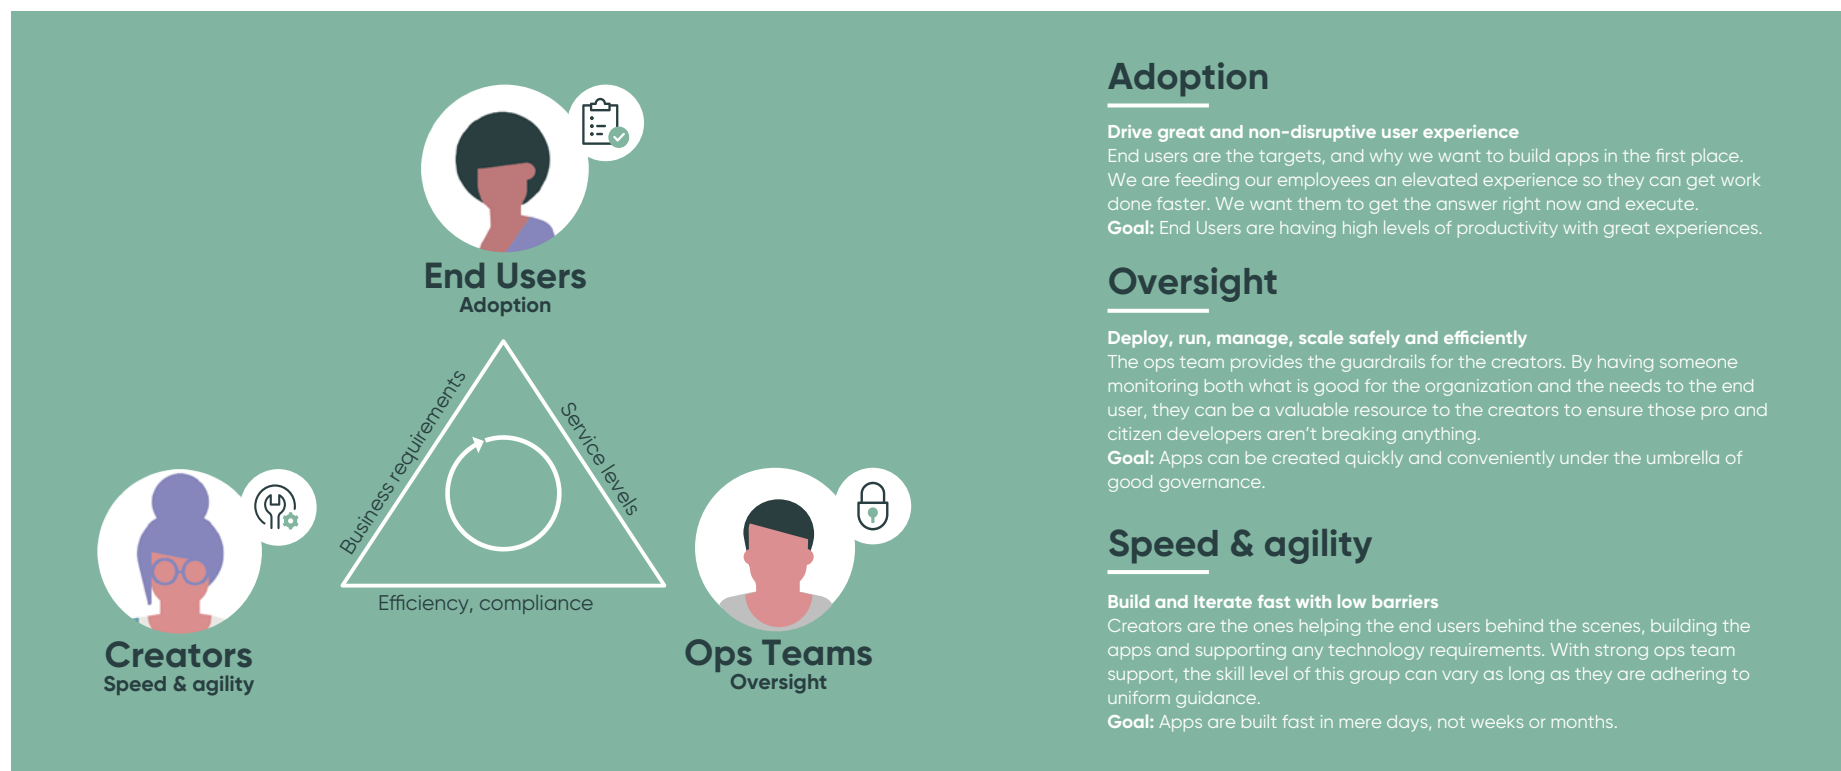 End Users
Adoption
Business requirements
Service levels
Efficiency, compliance
Creators
Speed & agility
Ops Teams
Oversight
Adoption
Drive great and non-disruptive user experience
End users are the targets, and why we want to build apps in the first place.
We are feeding our employees an elevated experience so they can get work
done faster. We want them to get the answer right now and execute.
Goal: End Users are having high levels of productivity with great experiences.
Oversight
Deploy, run, manage, scale safely and efficiently
The ops team provides the guardrails for the creators. By having someone
monitoring both what is good for the organization and the needs to the end
user, they can be a valuable resource to the creators to ensure those pro and
citizen developers aren’t breaking anything.
Goal: Apps can be created quickly and conveniently under the umbrella of
good governance.
Speed & agility
Build and Iterate fast with low barriers
Creators are the ones helping the end users behind the scenes, building the
apps and supporting any technology requirements. With strong ops team
support, the skill level of this group can vary as long as they are adhering to
uniform guidance.
Goal: Apps are built fast in mere days, not weeks or months.